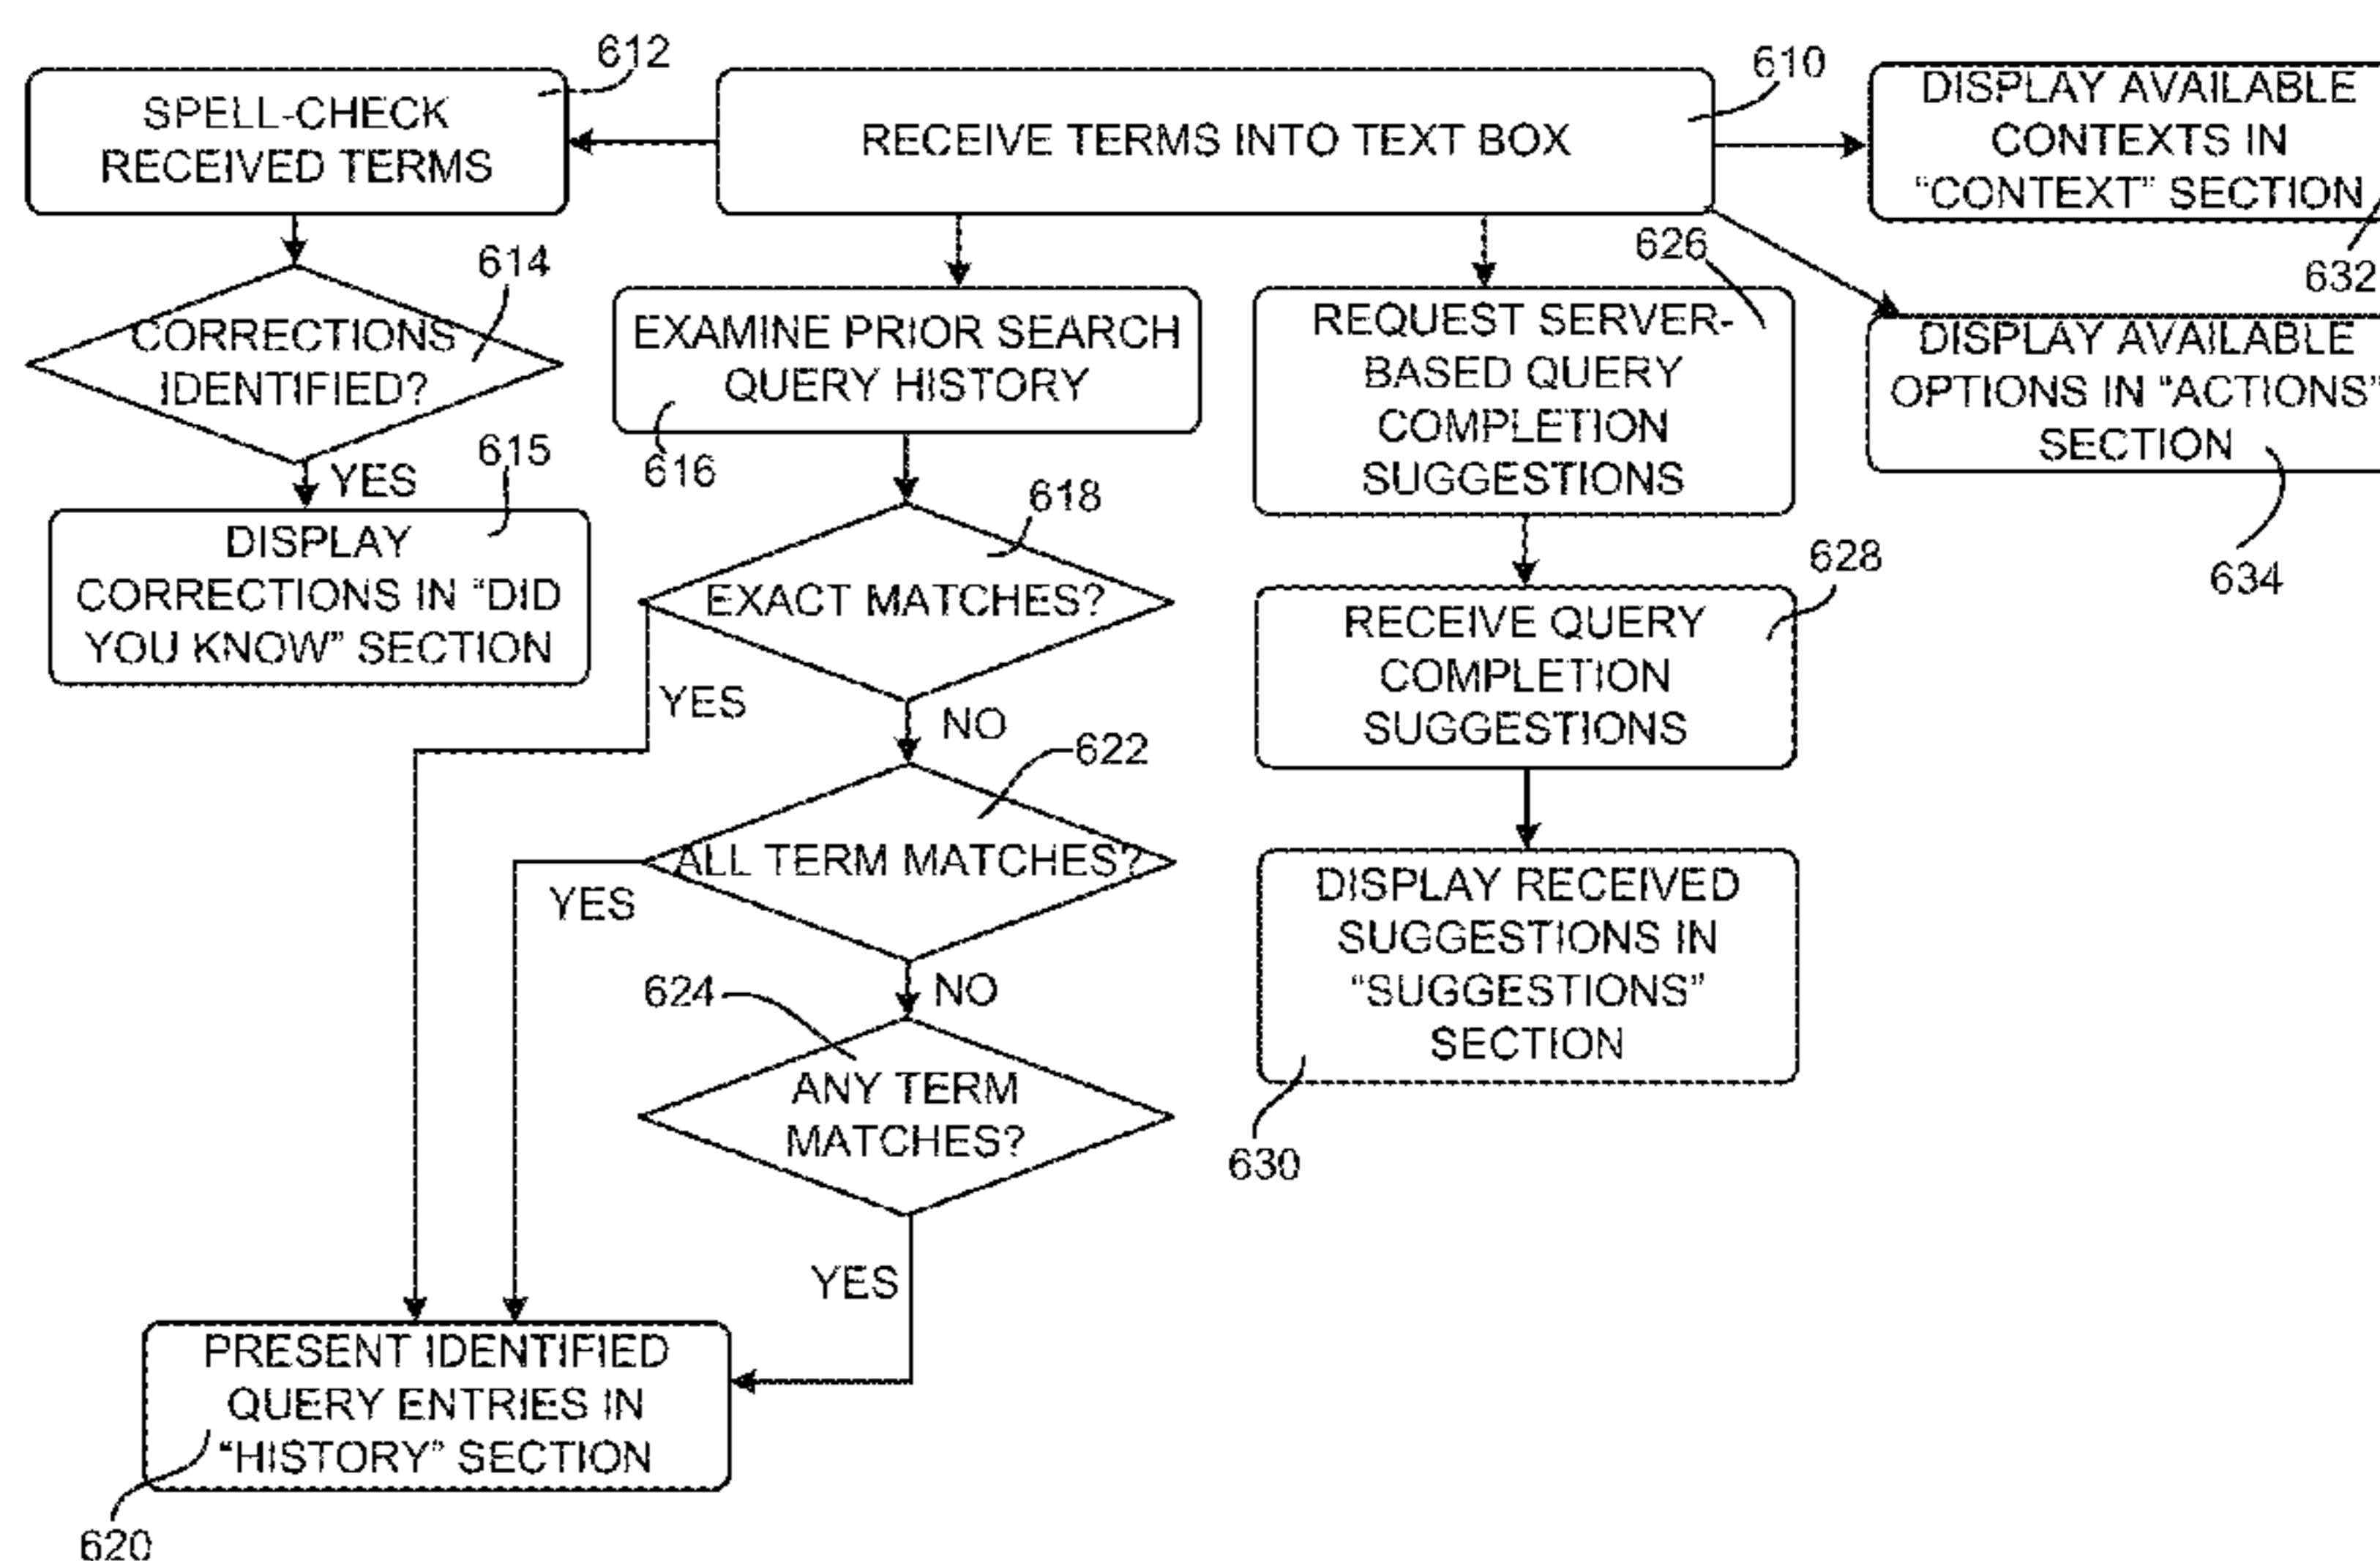 612
SPELL-CHECK
RECEIVED TERMS
610
RECEIVE TERMS INTO TEXT BOX
DISPLAY AVAILABLE
CONTEXTS IN
“CONTEXT” SECTION
632
614
CORRECTIONS
IDENTIFIED?
YES
615
DISPLAY
CORRECTIONS IN “DID
YOU KNOW” SECTION
EXAMINE PRIOR SEARCH
QUERY HISTORY
616
618
EXACT MATCHES?
YES
NO
622
ALL TERM MATCHES?
YES
NO
624
ANY TERM
MATCHES?
YES
PRESENT IDENTIFIED
QUERY ENTRIES IN
“HISTORY” SECTION
620
626
REQUEST SERVER-
BASED QUERY
COMPLETION
SUGGESTIONS
628
RECEIVE QUERY
COMPLETION
SUGGESTIONS
DISPLAY RECEIVED
SUGGESTIONS IN
“SUGGESTIONS”
SECTION
630
DISPLAY AVAILABLE
OPTIONS IN “ACTIONS”
SECTION
634